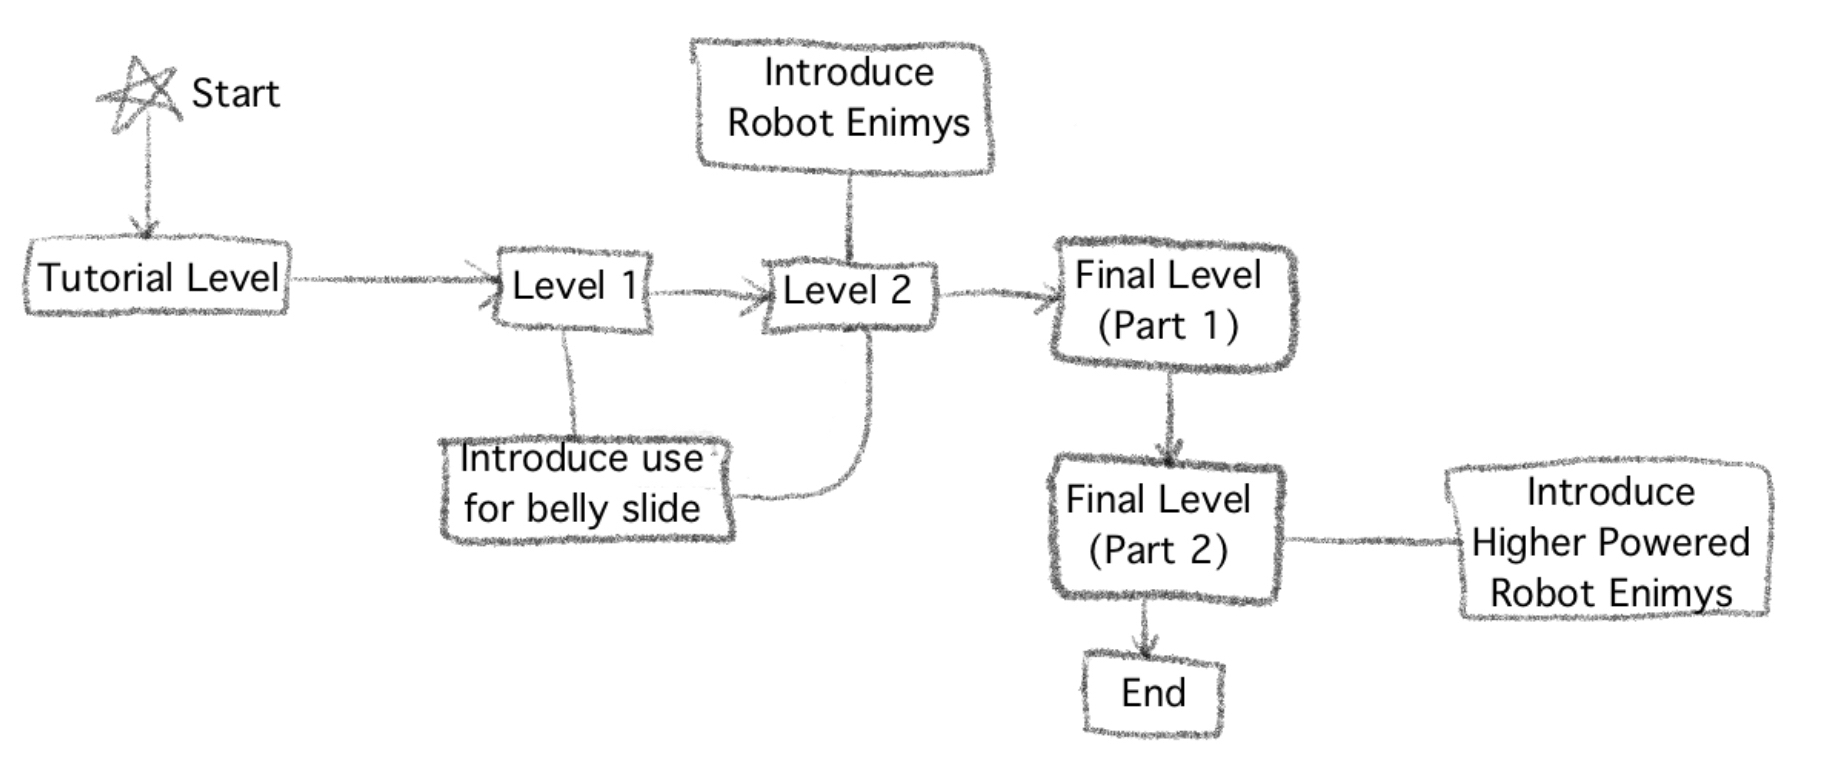 Start
Introduce
Robot Enimys
Tutorial Level
Level 1
Level 2
Final Level
(Part 1)
Introduce use
for belly slide
Final Level
(Part 2)
Introduce
Higher Powered
Robot Enimys
End